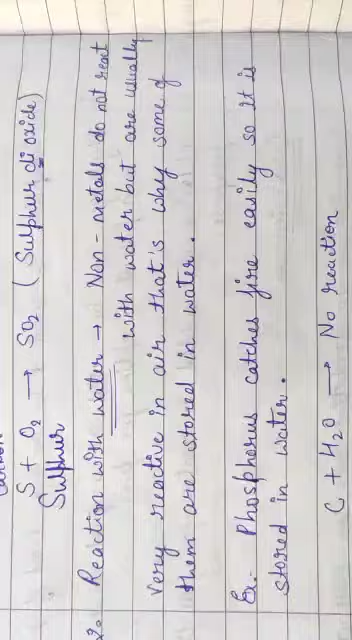 S + O2 → SO2 (Sulphur di oxide)
Sulphur
2. Reaction with water → Non-metals do not react
with water but are usually
very reactive in air that's why some of
them are stored in water.
Ex.- Phosphorus catches fire easily so it is
stored in water.
C + H2O → No reaction